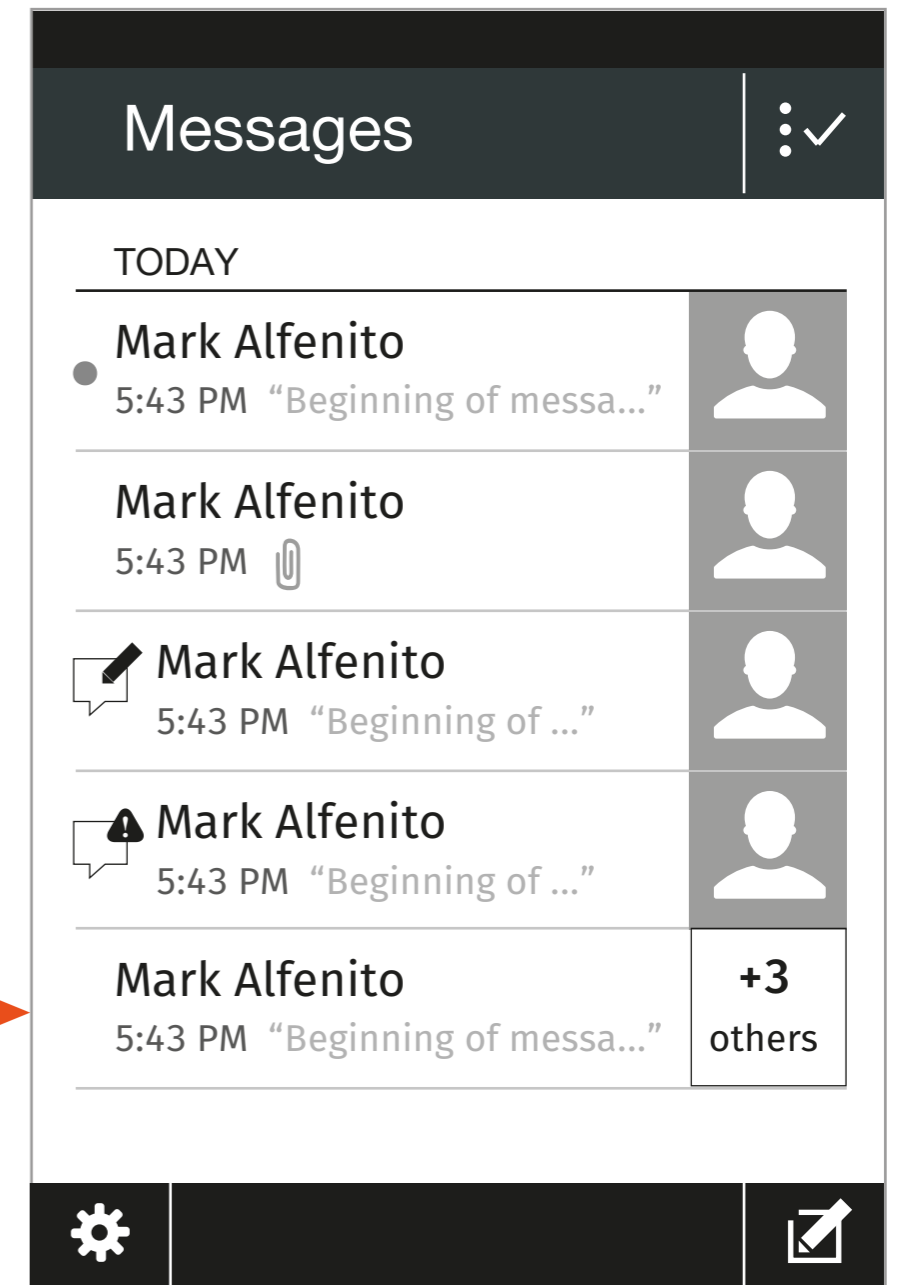 Messages
TODAY
Mark Alfenito
5:43 PM “Beginning of messa...”
Mark Alfenito
5:43 PM
Mark Alfenito
5:43 PM “Beginning of ...”
Mark Alfenito
5:43 PM “Beginning of ...”
Mark Alfenito
5:43 PM “Beginning of messa...”
+3
others